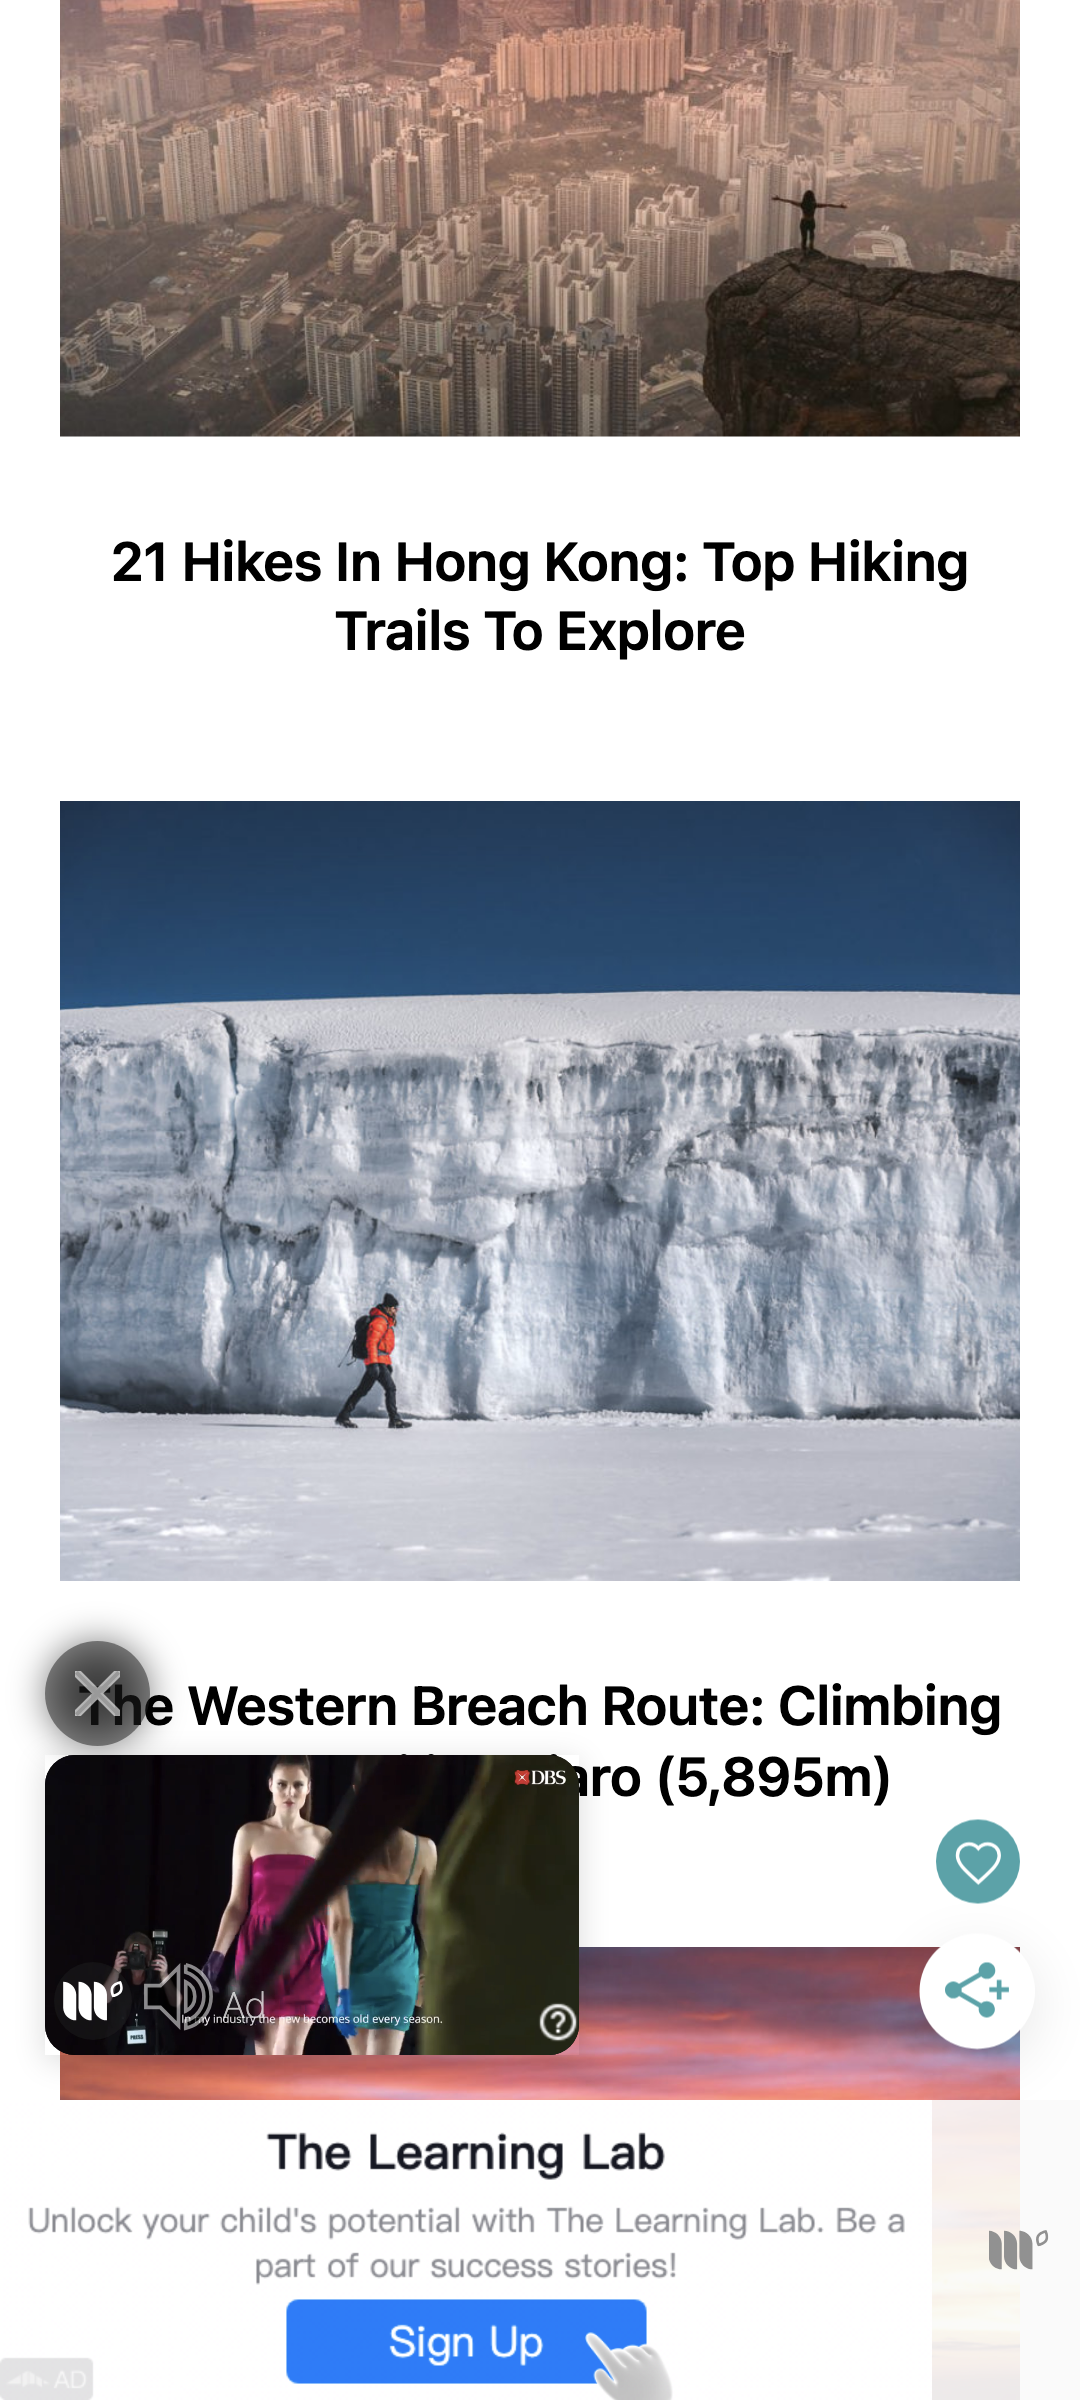 21 Hikes In Hong Kong: Top Hiking
Trails To Explore
The Western Breach Route: Climbing
aro (5,895m)
DBS
Ad
In my industry the new becomes old every season.
PRESS
The Learning Lab
Unlock your child's potential with The Learning Lab. Be a
part of our success stories!
Sign Up
AD